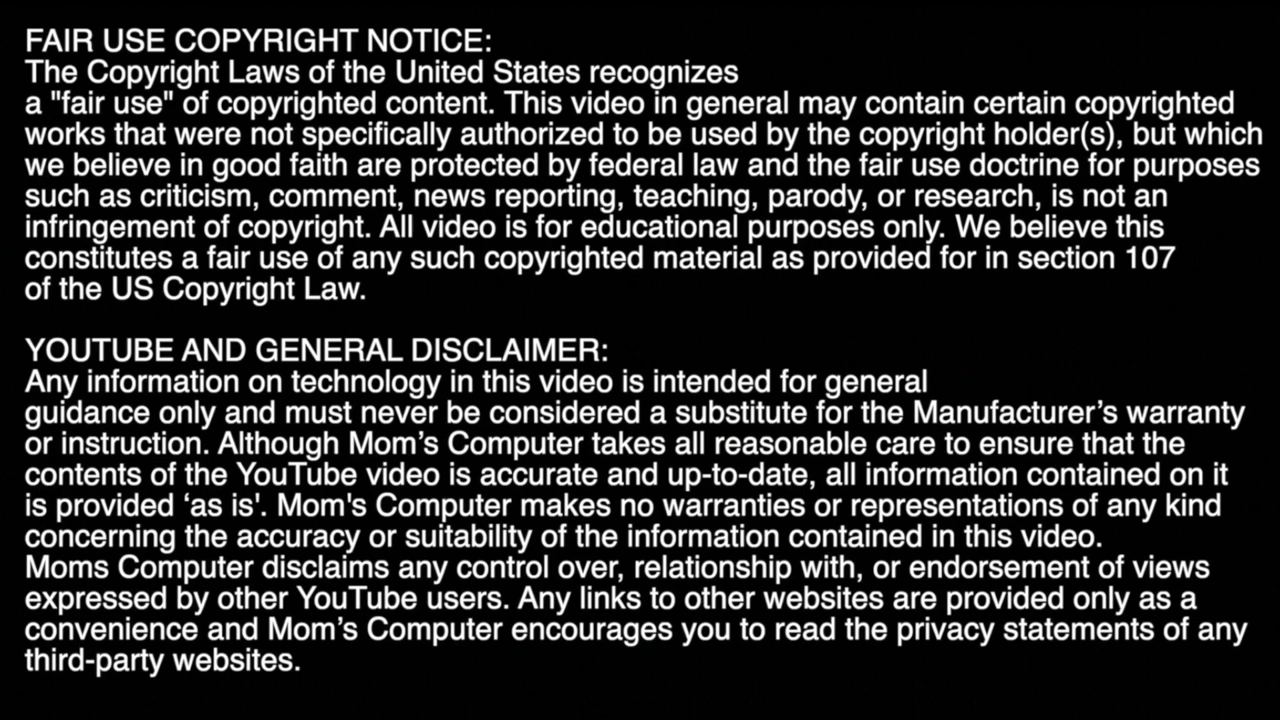 FAIR USE COPYRIGHT NOTICE:
The Copyright Laws of the United States recognizes
a "fair use" of copyrighted content. This video in general may contain certain copyrighted
works that were not specifically authorized to be used by the copyright holder(s), but which
we believe in good faith are protected by federal law and the fair use doctrine for purposes
such as criticism, comment, news reporting, teaching, parody, or research, is not an
infringement of copyright. All video is for educational purposes only. We believe this
constitutes a fair use of any such copyrighted material as provided for in section 107
of the US Copyright Law.
YOUTUBE AND GENERAL DISCLAIMER:
Any information on technology in this video is intended for general
guidance only and must never be considered a substitute for the Manufacturer’s warranty
or instruction. Although Mom’s Computer takes all reasonable care to ensure that the
contents of the YouTube video is accurate and up-to-date, all information contained on it
is provided ‘as is'. Mom's Computer makes no warranties or representations of any kind
concerning the accuracy or suitability of the information contained in this video.
Moms Computer disclaims any control over, relationship with, or endorsement of views
expressed by other YouTube users. Any links to other websites are provided only as a
convenience and Mom’s Computer encourages you to read the privacy statements of any
third-party websites.